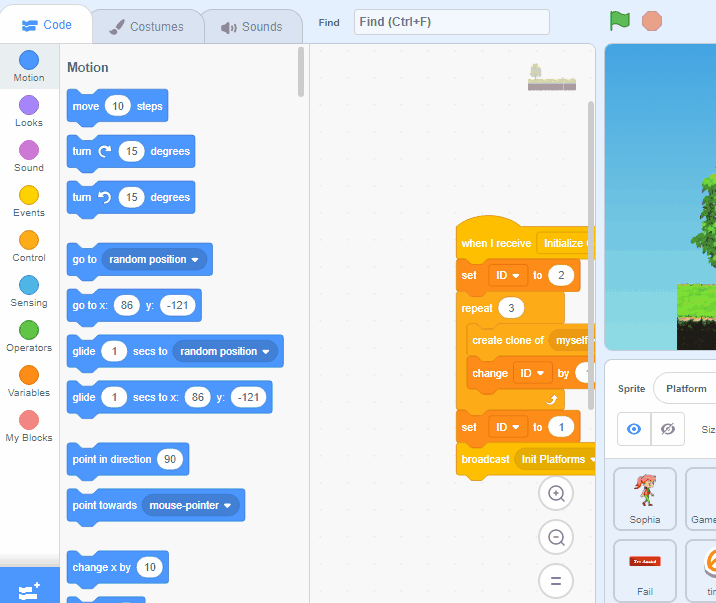 Code
Costumes
Sounds
Find
Find (Ctrl+F)
Motion
Looks
Sound
Events
Control
Sensing
Operators
Variables
My Blocks
Motion
move 10 steps
turn 15 degrees
turn 15 degrees
go to random position
go to x: 86 y: -121
glide 1 secs to random position
glide 1 secs to x: 86 y: -121
point in direction 90
point towards mouse-pointer
change x by 10
when I receive Initialize
set ID to 2
repeat 3
create clone of myself
change ID by
set ID to 1
broadcast Init Platforms
Sprite Platform
Siz
Sophia
Game
Fail
tir